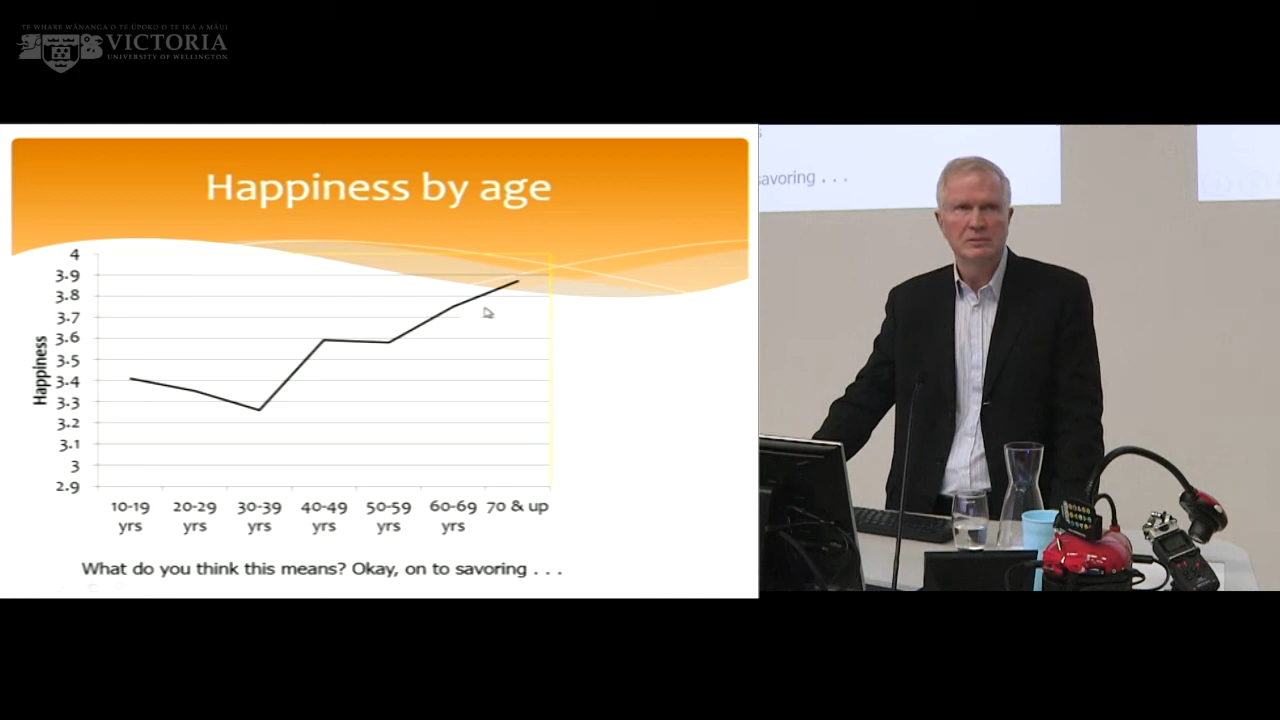 TE WHARE WĀNANGA O TE ŪPOKO O TE IKA A MĀUI
VICTORIA
UNIVERSITY OF WELLINGTON
Happiness by age
4
3.9
3.8
3.7
3.6
3.5
3.4
3.3
3.2
3.1
3
2.9
Happiness
10-19 20-29 30-39 40-49 50-59 60-69 70 & up
yrs yrs yrs yrs yrs yrs
What do you think this means? Okay, on to savoring . . .
savoring . . .